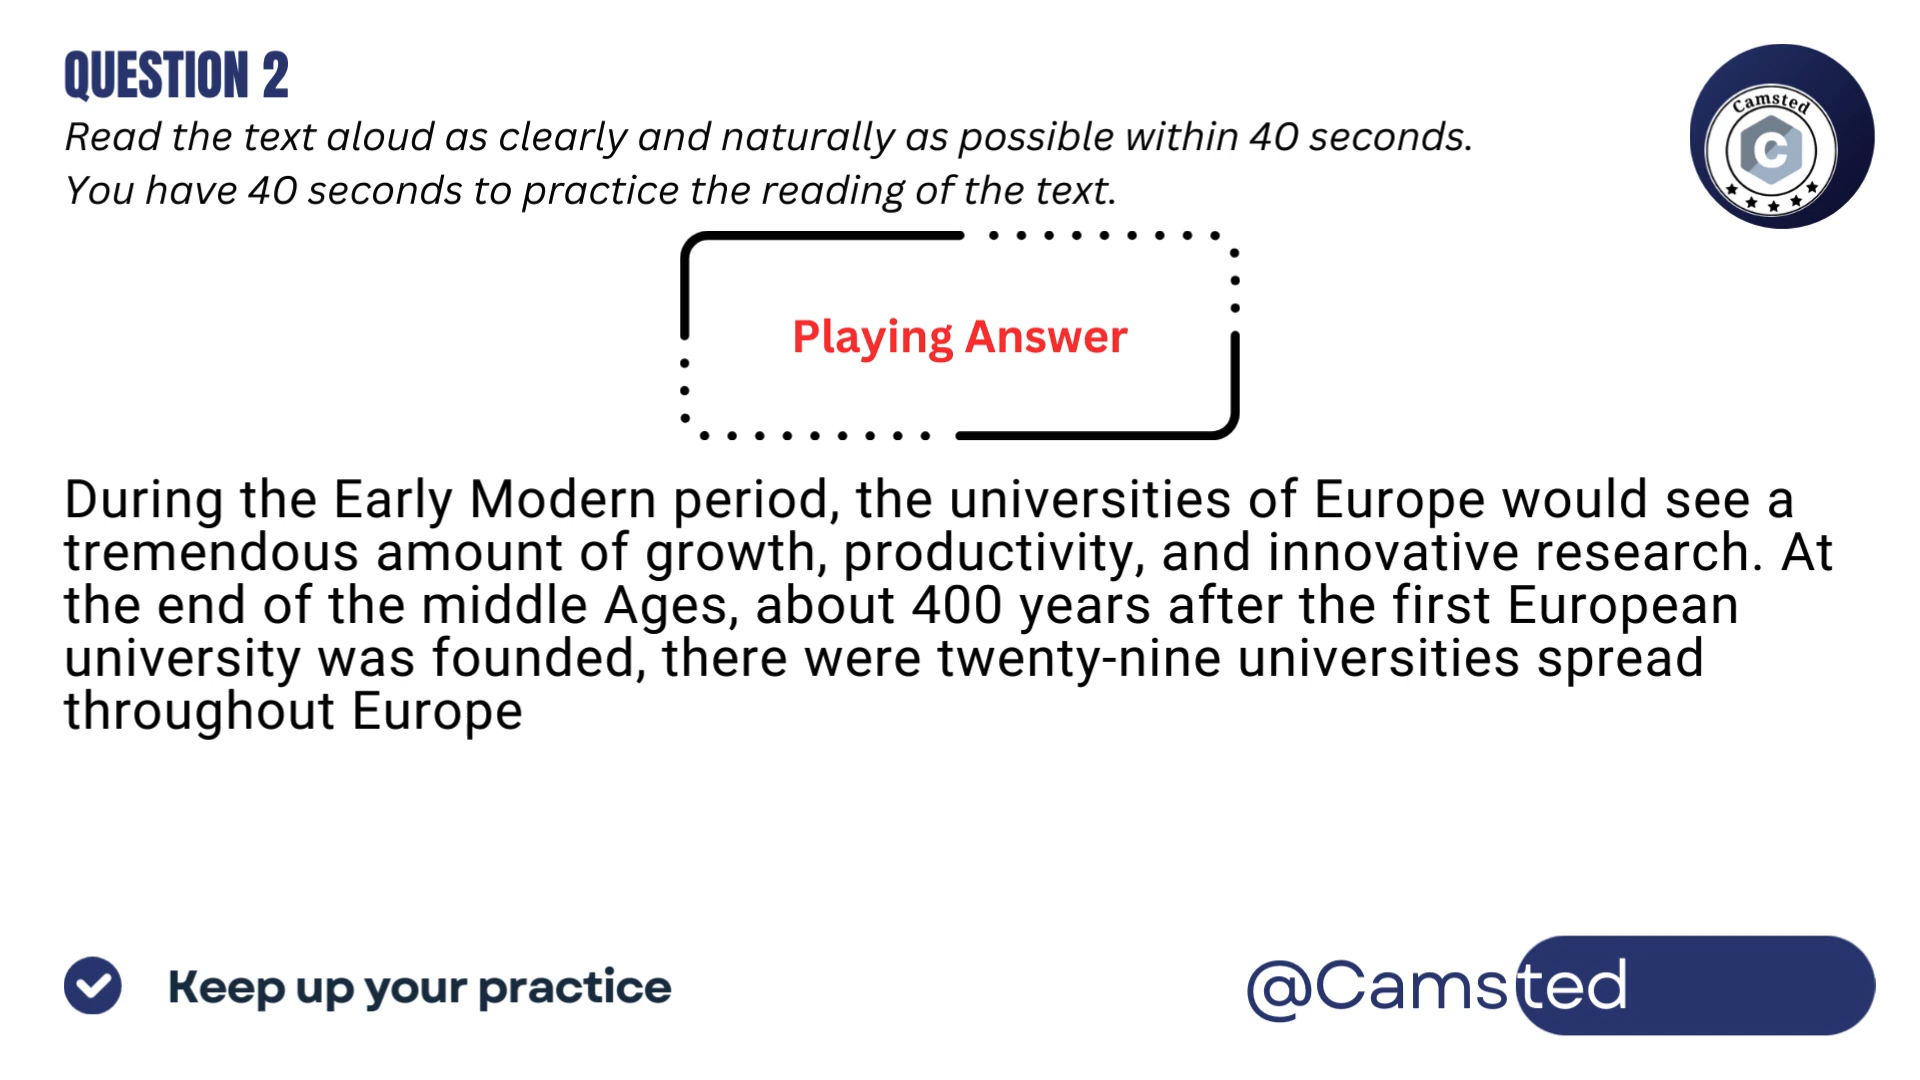 QUESTION 2
Read the text aloud as clearly and naturally as possible within 40 seconds.
You have 40 seconds to practice the reading of the text.
Camsted
C
Playing Answer
During the Early Modern period, the universities of Europe would see a
tremendous amount of growth, productivity, and innovative research. At
the end of the middle Ages, about 400 years after the first European
university was founded, there were twenty-nine universities spread
throughout Europe
Keep up your practice
@Camsted